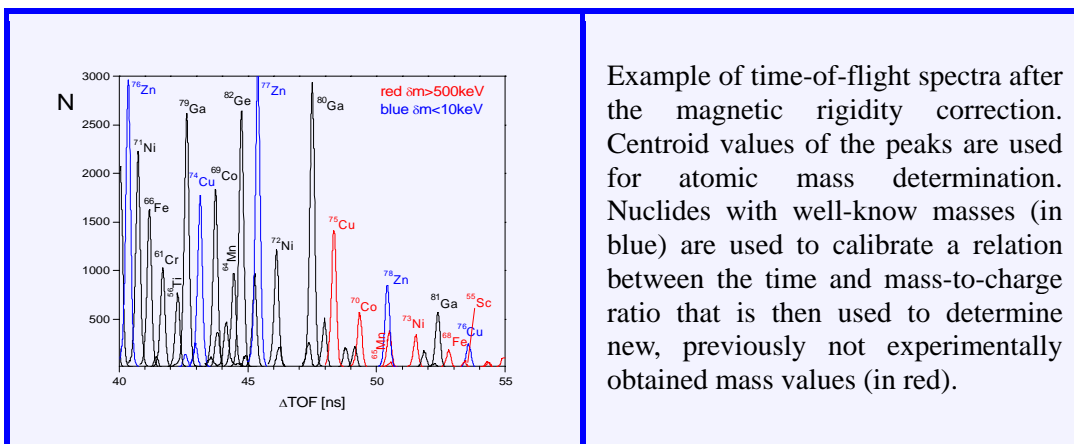 N
3000
2500
2000
1500
1000
500
40
45
50
55
ΔTOF [ns]
⁷⁶Zn
⁷¹Ni
⁶⁶Fe
⁶¹Cr
⁵⁶Ti
⁷⁹Ga
⁷⁴Cu
⁶⁹Co
⁶⁴Mn
⁸²Ge
⁷⁷Zn
⁷²Ni
⁸⁰Ga
⁷⁵Cu
⁷⁰Co
⁶⁵Mn
⁷⁸Zn
⁷³Ni
⁸¹Ga
⁶⁸Fe
⁷⁶Cu
⁵⁵Sc
red δm>500keV
blue δm<10keV
Example of time-of-flight spectra after
the magnetic rigidity correction.
Centroid values of the peaks are used
for atomic mass determination.
Nuclides with well-know masses (in
blue) are used to calibrate a relation
between the time and mass-to-charge
ratio that is then used to determine
new, previously not experimentally
obtained mass values (in red).